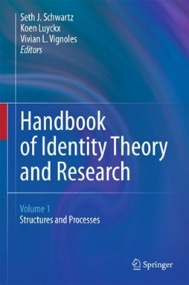 Seth J. Schwartz
Koen Luyckx
Vivian L. Vignoles
Editors
Handbook
of Identity Theory
and Research
Volume 1
Structures and Processes
Springer